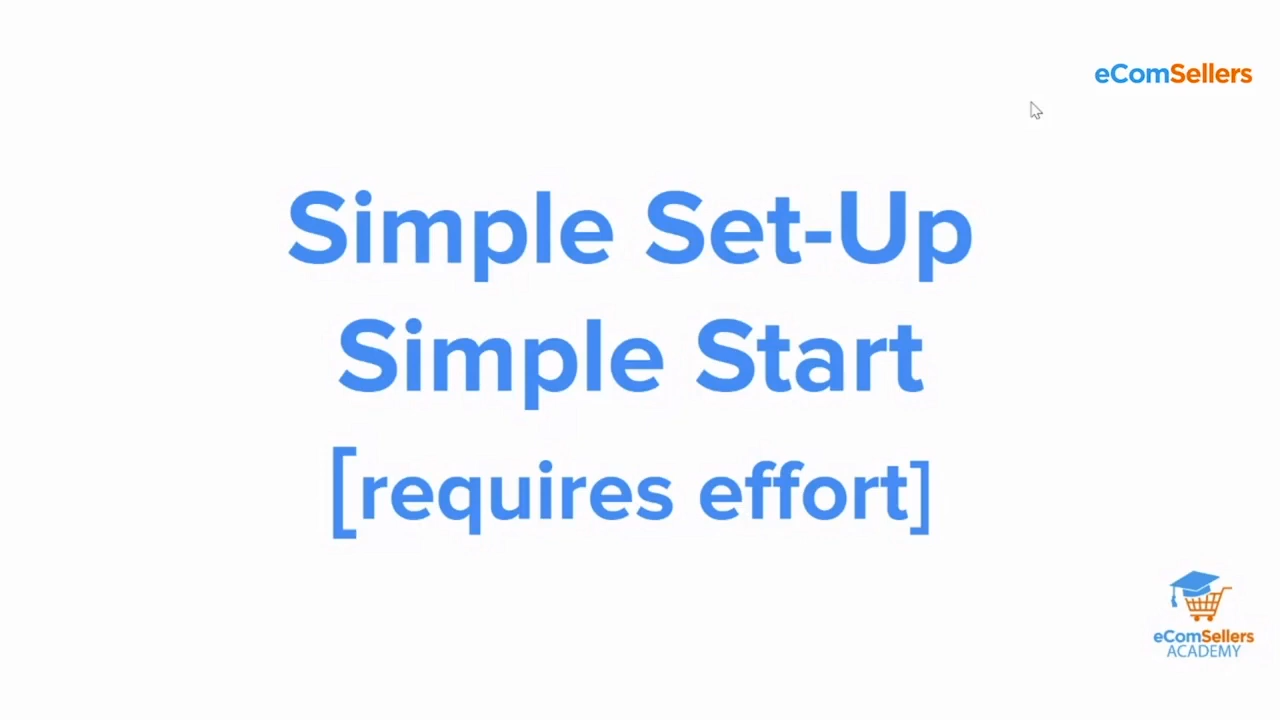 eComSellers
Simple Set-Up
Simple Start
[requires effort]
eComSellers
ACADEMY